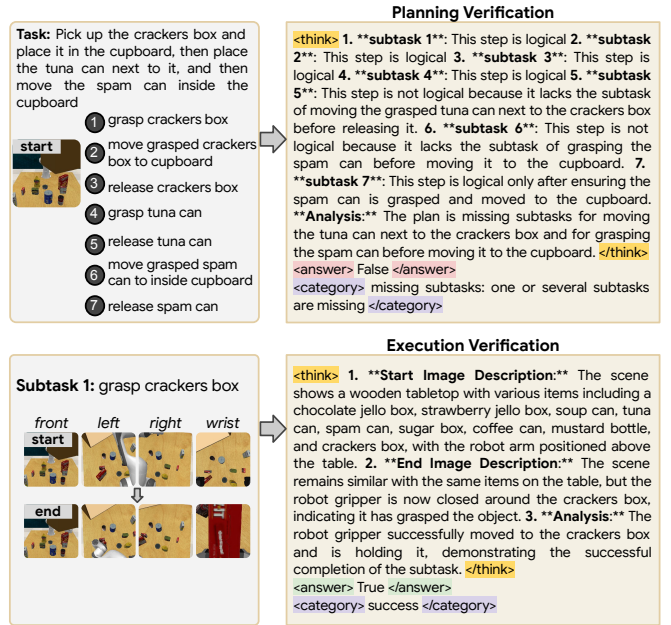 Planning Verification
Task: Pick up the crackers box and
place it in the cupboard, then place
the tuna can next to it, and then
move the spam can inside the
cupboard
start
1 grasp crackers box
2 move grasped crackers
box to cupboard
3 release crackers box
4 grasp tuna can
5 release tuna can
6 move grasped spam
can to inside cupboard
7 release spam can
<think> 1. **subtask 1**: This step is logical 2. **subtask
2**: This step is logical 3. **subtask 3**: This step is
logical 4. **subtask 4**: This step is logical 5. **subtask
5**: This step is not logical because it lacks the subtask
of moving the grasped tuna can next to the crackers box
before releasing it. 6. **subtask 6**: This step is not
logical because it lacks the subtask of grasping the
spam can before moving it to the cupboard. 7.
**subtask 7**: This step is logical only after ensuring the
spam can is grasped and moved to the cupboard.
**Analysis:** The plan is missing subtasks for moving
the tuna can next to the crackers box and for grasping
the spam can before moving it to the cupboard. </think>
<answer> False </answer>
<category> missing subtasks: one or several subtasks
are missing </category>
Execution Verification
Subtask 1: grasp crackers box
front left right wrist
start
end
<think> 1. **Start Image Description:** The scene
shows a wooden tabletop with various items including a
chocolate jello box, strawberry jello box, soup can, tuna
can, spam can, sugar box, coffee can, mustard bottle,
and crackers box, with the robot arm positioned above
the table. 2. **End Image Description:** The scene
remains similar with the same items on the table, but the
robot gripper is now closed around the crackers box,
indicating it has grasped the object. 3. **Analysis:** The
robot gripper successfully moved to the crackers box
and is holding it, demonstrating the successful
completion of the subtask. </think>
<answer> True </answer>
<category> success </category>